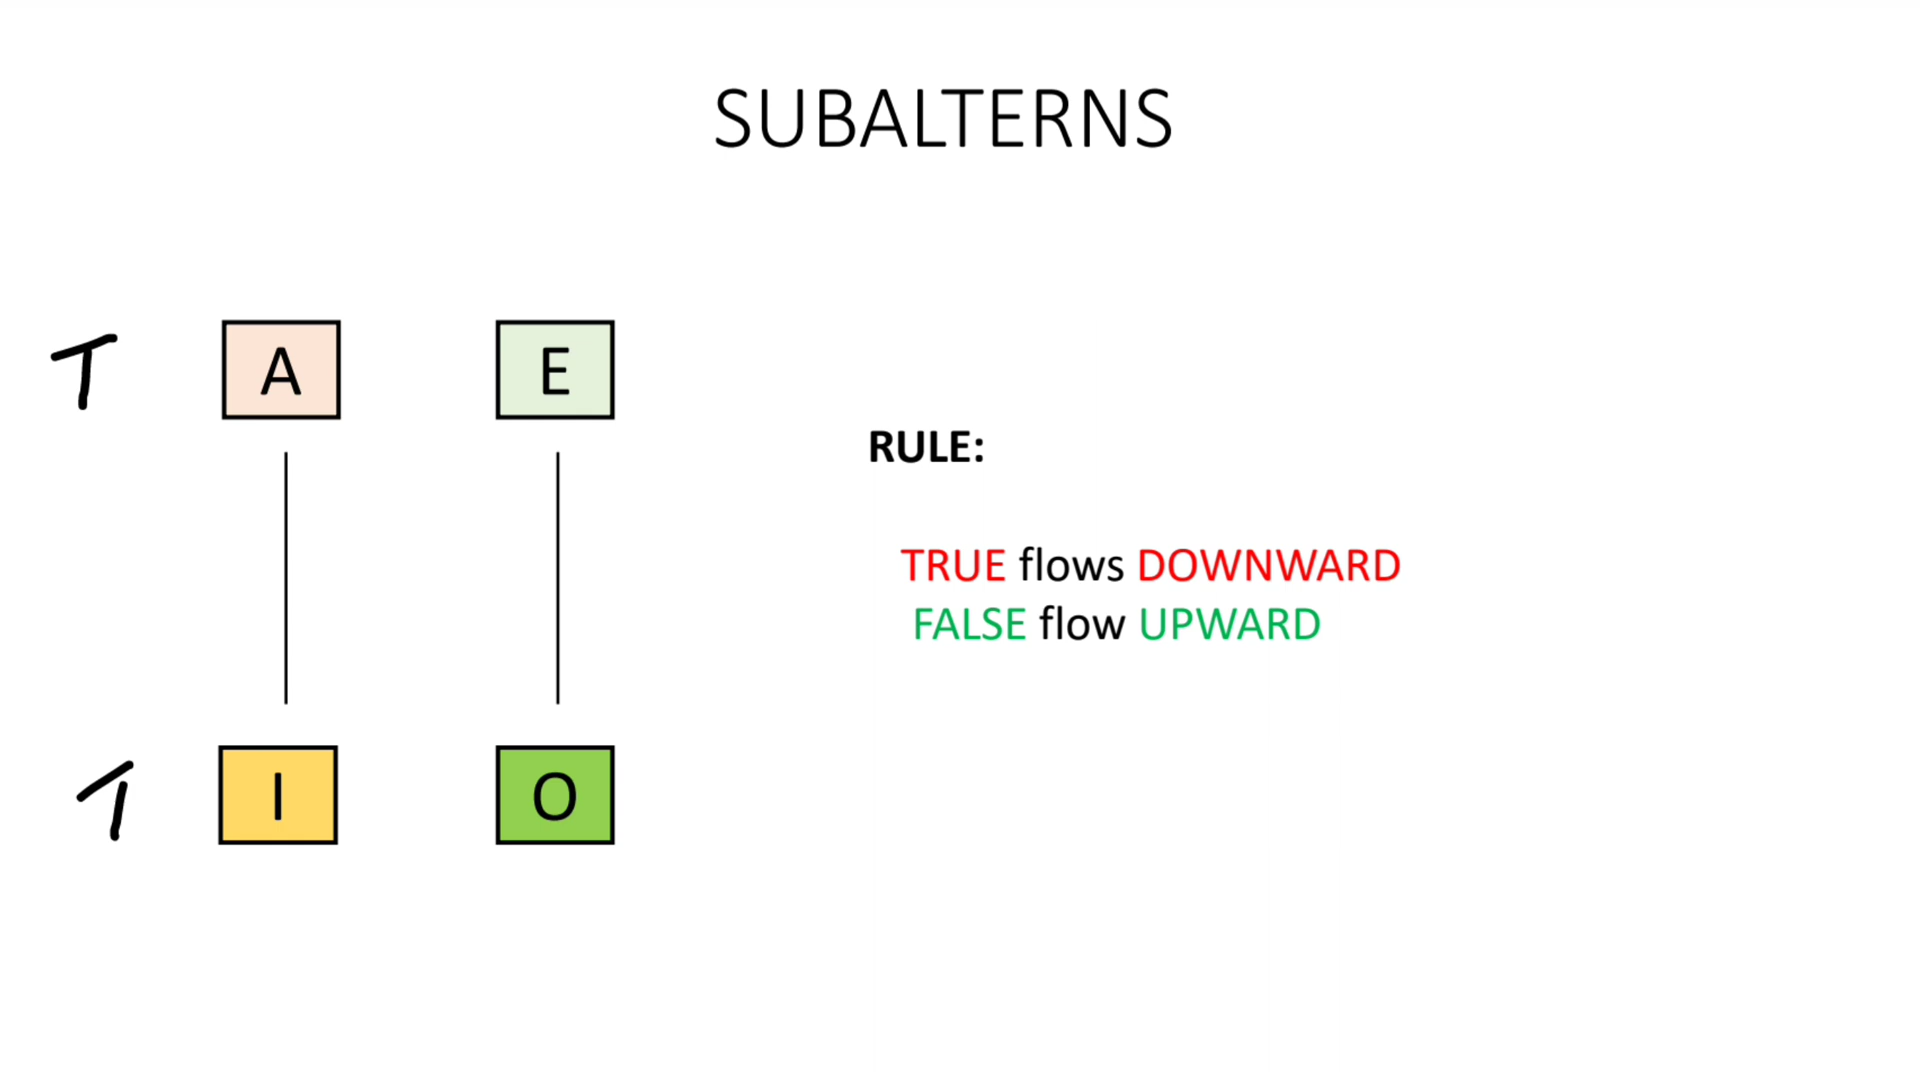 SUBALTERNS
T A E
RULE:
TRUE flows DOWNWARD
FALSE flow UPWARD
T I O